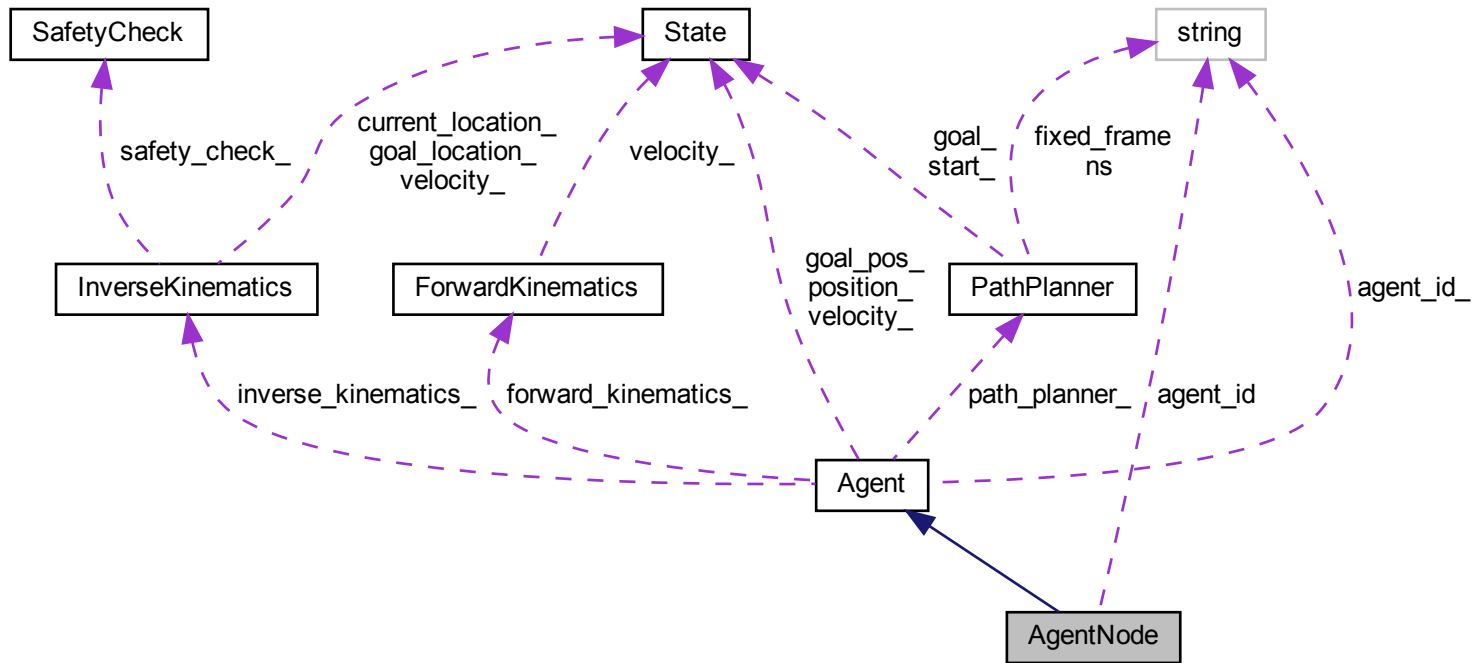 SafetyCheck
State
string
safety_check_
current_location_
goal_location_
velocity_
velocity_
goal_
start_
fixed_frame
ns
InverseKinematics
ForwardKinematics
goal_pos_
position_
velocity_
PathPlanner
agent_id_
inverse_kinematics_
forward_kinematics_
path_planner_
agent_id
Agent
AgentNode